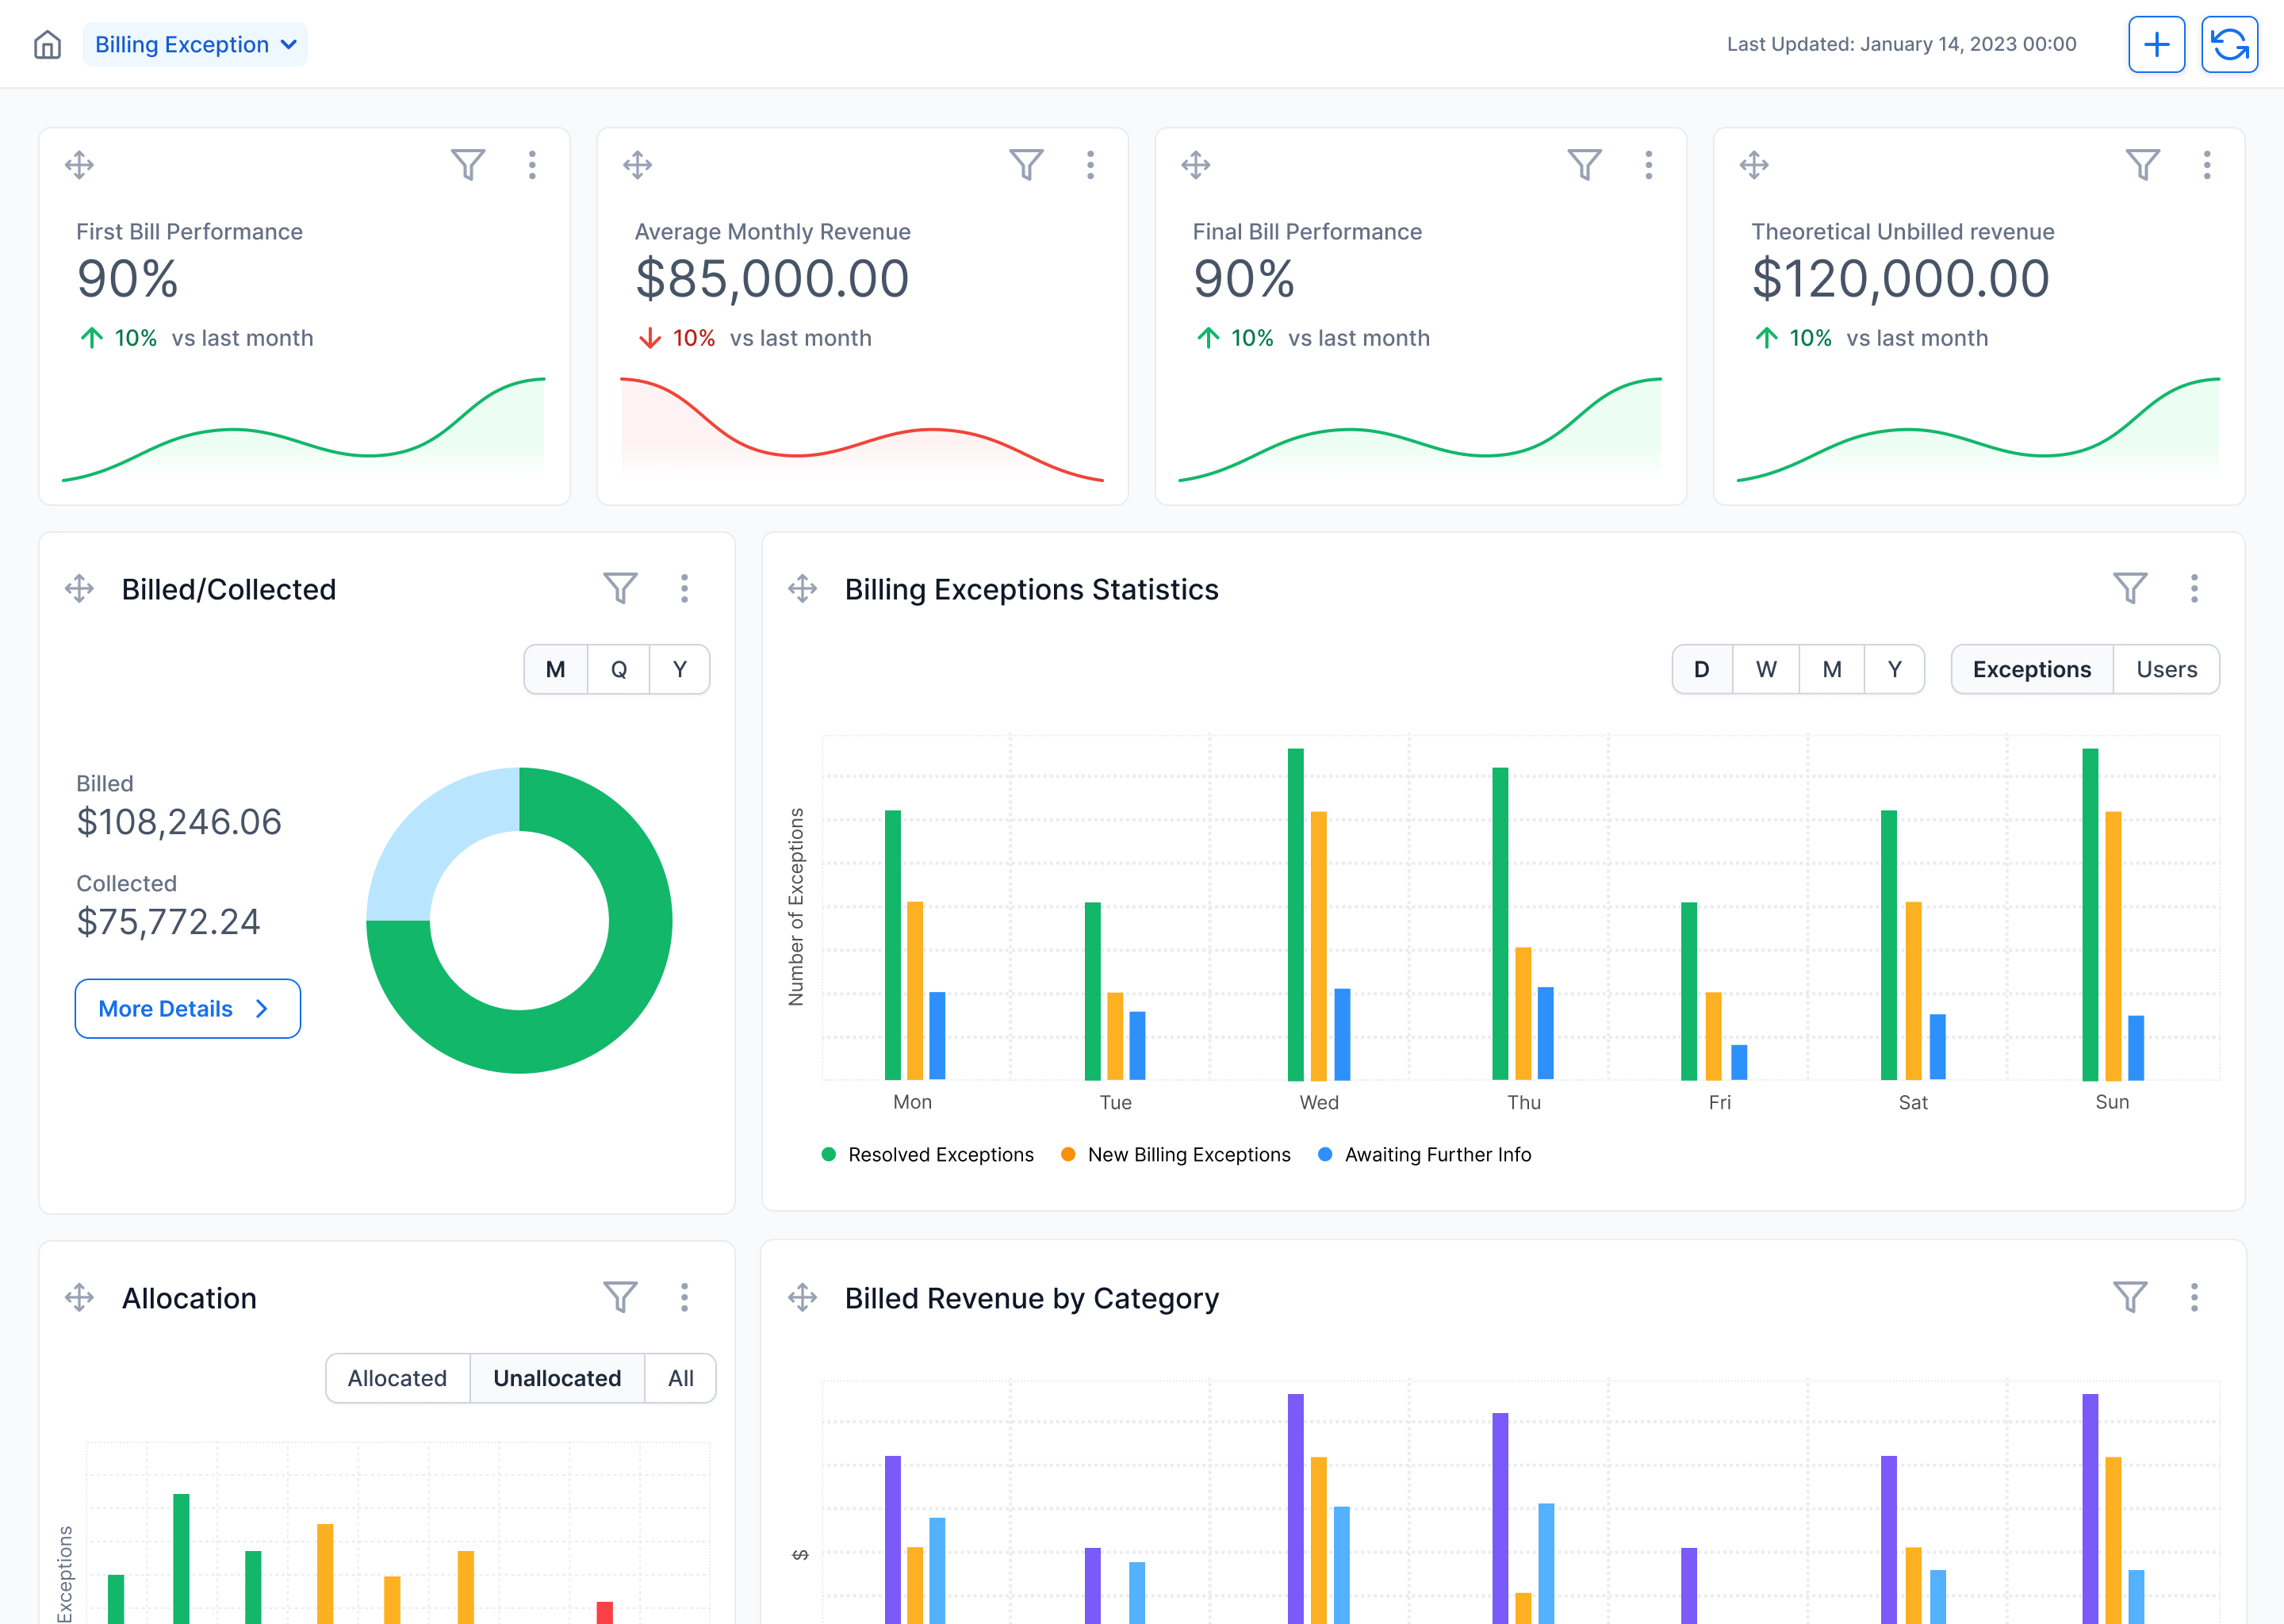 Billing Exception
Last Updated: January 14, 2023 00:00
First Bill Performance
90%
10% vs last month
Average Monthly Revenue
$85,000.00
10% vs last month
Final Bill Performance
90%
10% vs last month
Theoretical Unbilled revenue
$120,000.00
10% vs last month
Billed/Collected
M Q Y
Billed
$108,246.06
Collected
$75,772.24
More Details
Billing Exceptions Statistics
D W M Y Exceptions Users
Number of Exceptions
Mon Tue Wed Thu Fri Sat Sun
Resolved Exceptions New Billing Exceptions Awaiting Further Info
Allocation
Allocated Unallocated All
Exceptions
Billed Revenue by Category
$